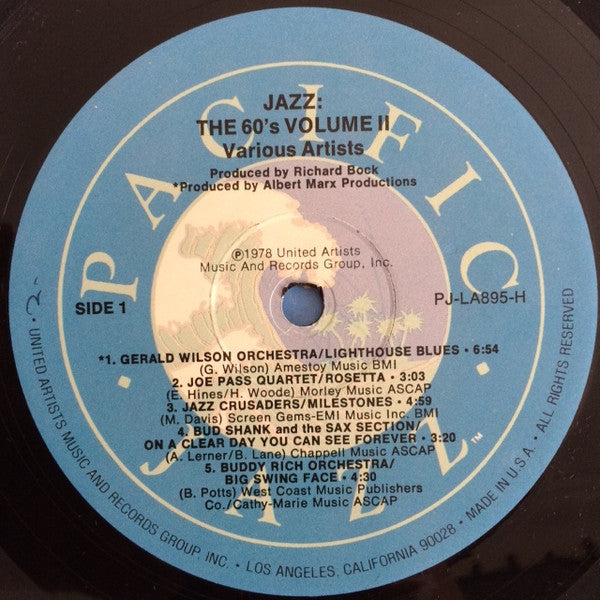 PACIFIC
JAZZ:
THE 60's VOLUME II
Various Artists
Produced by Richard Bock
*Produced by Albert Marx Productions
℗1978 United Artists
Music And Records Group, Inc.
SIDE 1
PJ-LA895-H
*1. GERALD WILSON ORCHESTRA/LIGHTHOUSE BLUES • 6:54
(G. Wilson) Amestoy Music BMI
2. JOE PASS QUARTET/ROSETTA • 3:03
(E. Hines/H. Woode) Morley Music ASCAP
3. JAZZ CRUSADERS/MILESTONES • 4:59
(M. Davis) Screen Gems-EMI Music Inc. BMI
4. BUD SHANK and the SAX SECTION/
ON A CLEAR DAY YOU CAN SEE FOREVER • 3:20
(A. Lerner/B. Lane) Chappell Music ASCAP
5. BUDDY RICH ORCHESTRA/
BIG SWING FACE • 4:30
(B. Potts) West Coast Music Publishers
Co./Cathy-Marie Music ASCAP
JAZZ
TM
• UNITED ARTISTS MUSIC AND RECORDS GROUP, INC. • LOS ANGELES, CALIFORNIA 90028 • MADE IN U.S.A. • ALL RIGHTS RESERVED